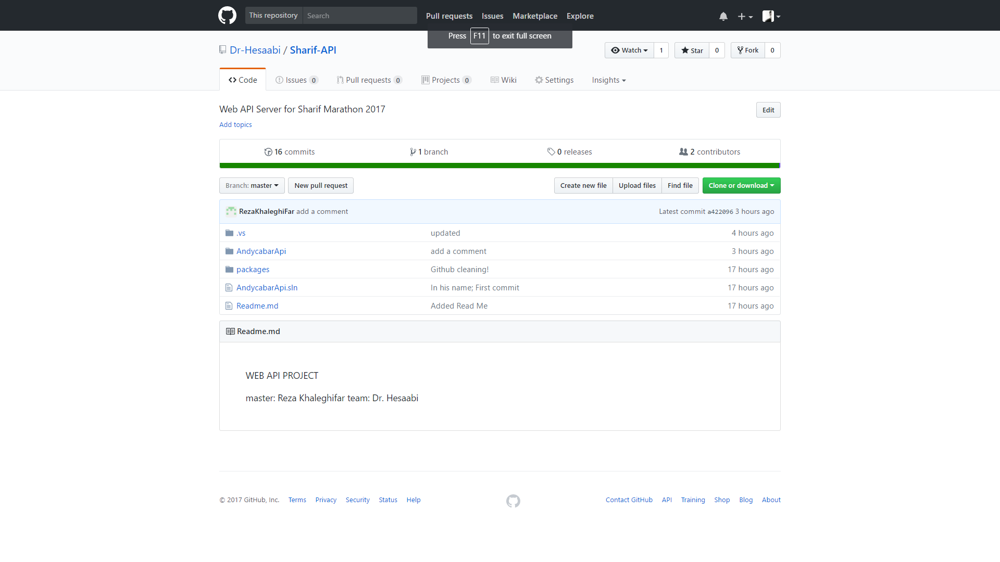 This repository Search Pull requests Issues Marketplace Explore
Press F11 to exit full screen
Dr-Hesaabi / Sharif-API Watch 1 Star 0 Fork 0
Code Issues 0 Pull requests 0 Projects 0 Wiki Settings Insights
Web API Server for Sharif Marathon 2017 Edit
Add topics
16 commits 1 branch 0 releases 2 contributors
Branch: master New pull request Create new file Upload files Find file Clone or download
RezaKhaleghiFar add a comment Latest commit a422096 3 hours ago
.vs updated 4 hours ago
AndycabarApi add a comment 3 hours ago
packages Github cleaning! 17 hours ago
AndycabarApi.sln In his name; First commit 17 hours ago
Readme.md Added Read Me 17 hours ago
Readme.md
WEB API PROJECT
master: Reza Khaleghifar team: Dr. Hesaabi
© 2017 GitHub, Inc. Terms Privacy Security Status Help Contact GitHub API Training Shop Blog About